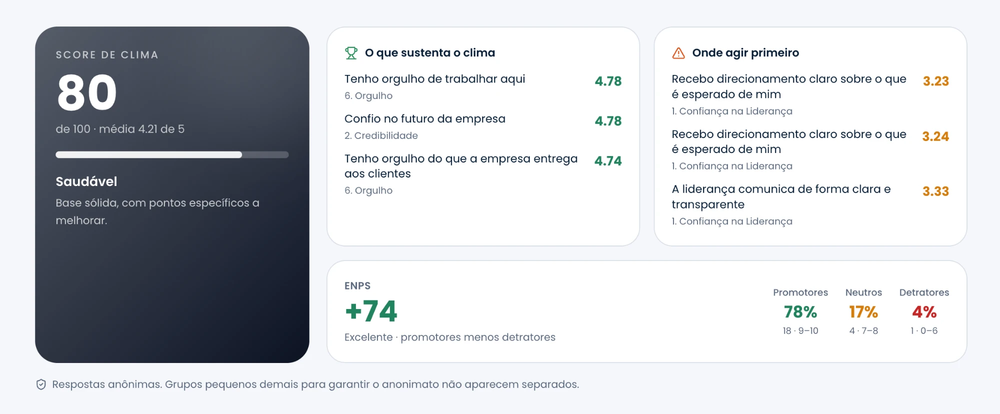 SCORE DE CLIMA
80
de 100 · média 4.21 de 5
Saudável
Base sólida, com pontos específicos a
melhorar.
O que sustenta o clima
Tenho orgulho de trabalhar aqui
4.78
6. Orgulho
Confio no futuro da empresa
4.78
2. Credibilidade
Tenho orgulho do que a empresa entrega
aos clientes
4.74
6. Orgulho
Onde agir primeiro
Recebo direcionamento claro sobre o que
é esperado de mim
3.23
1. Confiança na Liderança
Recebo direcionamento claro sobre o que
é esperado de mim
3.24
1. Confiança na Liderança
A liderança comunica de forma clara e
transparente
3.33
1. Confiança na Liderança
ENPS
+74
Excelente · promotores menos detratores
Promotores
78%
18 · 9–10
Neutros
17%
4 · 7–8
Detratores
4%
1 · 0–6
Respostas anônimas. Grupos pequenos demais para garantir o anonimato não aparecem separados.